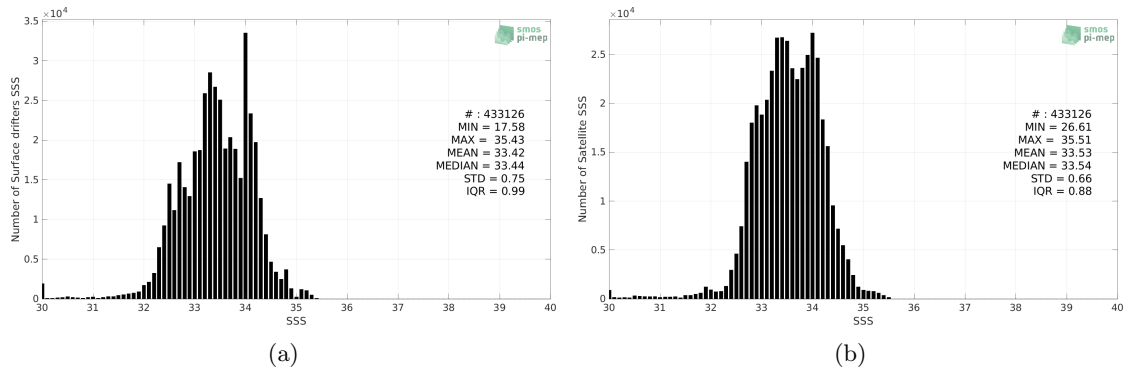 ×10⁴
3.5
3
2.5
2
1.5
1
0.5
0
30 31 32 33 34 35 36 37 38 39 40
Number of Surface drifters SSS
SSS
smos
pi-mep
# : 433126
MIN = 17.58
MAX = 35.43
MEAN = 33.42
MEDIAN = 33.44
STD = 0.75
IQR = 0.99
(a)
×10⁴
2.5
2
1.5
1
0.5
0
30 31 32 33 34 35 36 37 38 39 40
Number of Satellite SSS
SSS
smos
pi-mep
# : 433126
MIN = 26.61
MAX = 35.51
MEAN = 33.53
MEDIAN = 33.54
STD = 0.66
IQR = 0.88
(b)